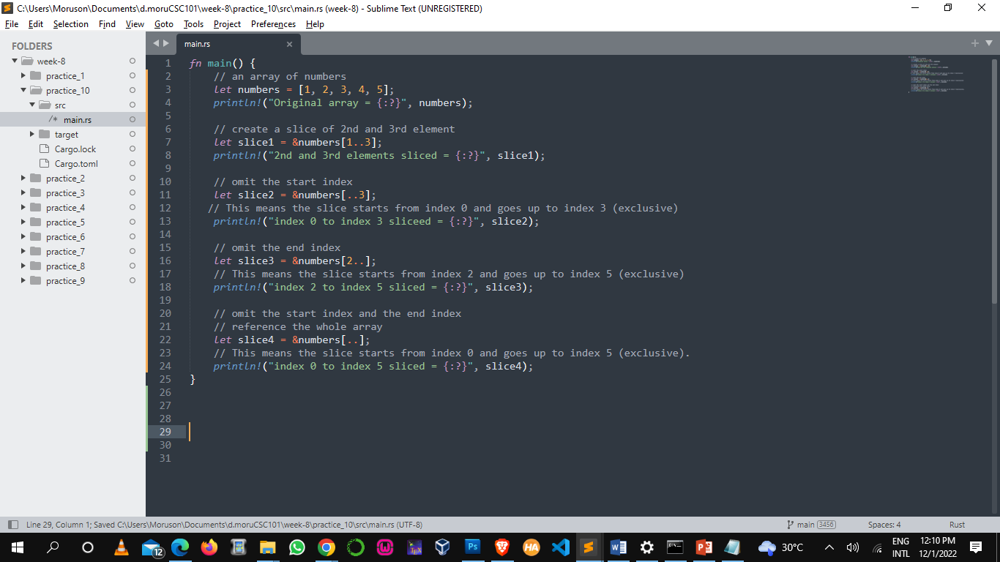 C:\Users\Moruson\Documents\d.moruCSC101\week-8\practice_10\src\main.rs (week-8) - Sublime Text (UNREGISTERED)
File Edit Selection Find View Goto Tools Project Preferences Help
FOLDERS
week-8
practice_1
practice_10
src
/* main.rs
target
Cargo.lock
Cargo.toml
practice_2
practice_3
practice_4
practice_5
practice_6
practice_7
practice_8
practice_9
main.rs
1 fn main() {
2     // an array of numbers
3     let numbers = [1, 2, 3, 4, 5];
4     println!("Original array = {:?}", numbers);
5
6     // create a slice of 2nd and 3rd element
7     let slice1 = &numbers[1..3];
8     println!("2nd and 3rd elements sliced = {:?}", slice1);
9
10     // omit the start index
11     let slice2 = &numbers[..3];
12    // This means the slice starts from index 0 and goes up to index 3 (exclusive)
13     println!("index 0 to index 3 sliceed = {:?}", slice2);
14
15     // omit the end index
16     let slice3 = &numbers[2..];
17     // This means the slice starts from index 2 and goes up to index 5 (exclusive)
18     println!("index 2 to index 5 sliced = {:?}", slice3);
19
20     // omit the start index and the end index
21     // reference the whole array
22     let slice4 = &numbers[..];
23     // This means the slice starts from index 0 and goes up to index 5 (exclusive).
24     println!("index 0 to index 5 sliced = {:?}", slice4);
25 }
26
27
28
29
30
31
Line 29, Column 1; Saved C:\Users\Moruson\Documents\d.moruCSC101\week-8\practice_10\src\main.rs (UTF-8)
main 3456
Spaces: 4
Rust
12
Ps
HA
30°C
ENG
INTL
12:10 PM
12/1/2022